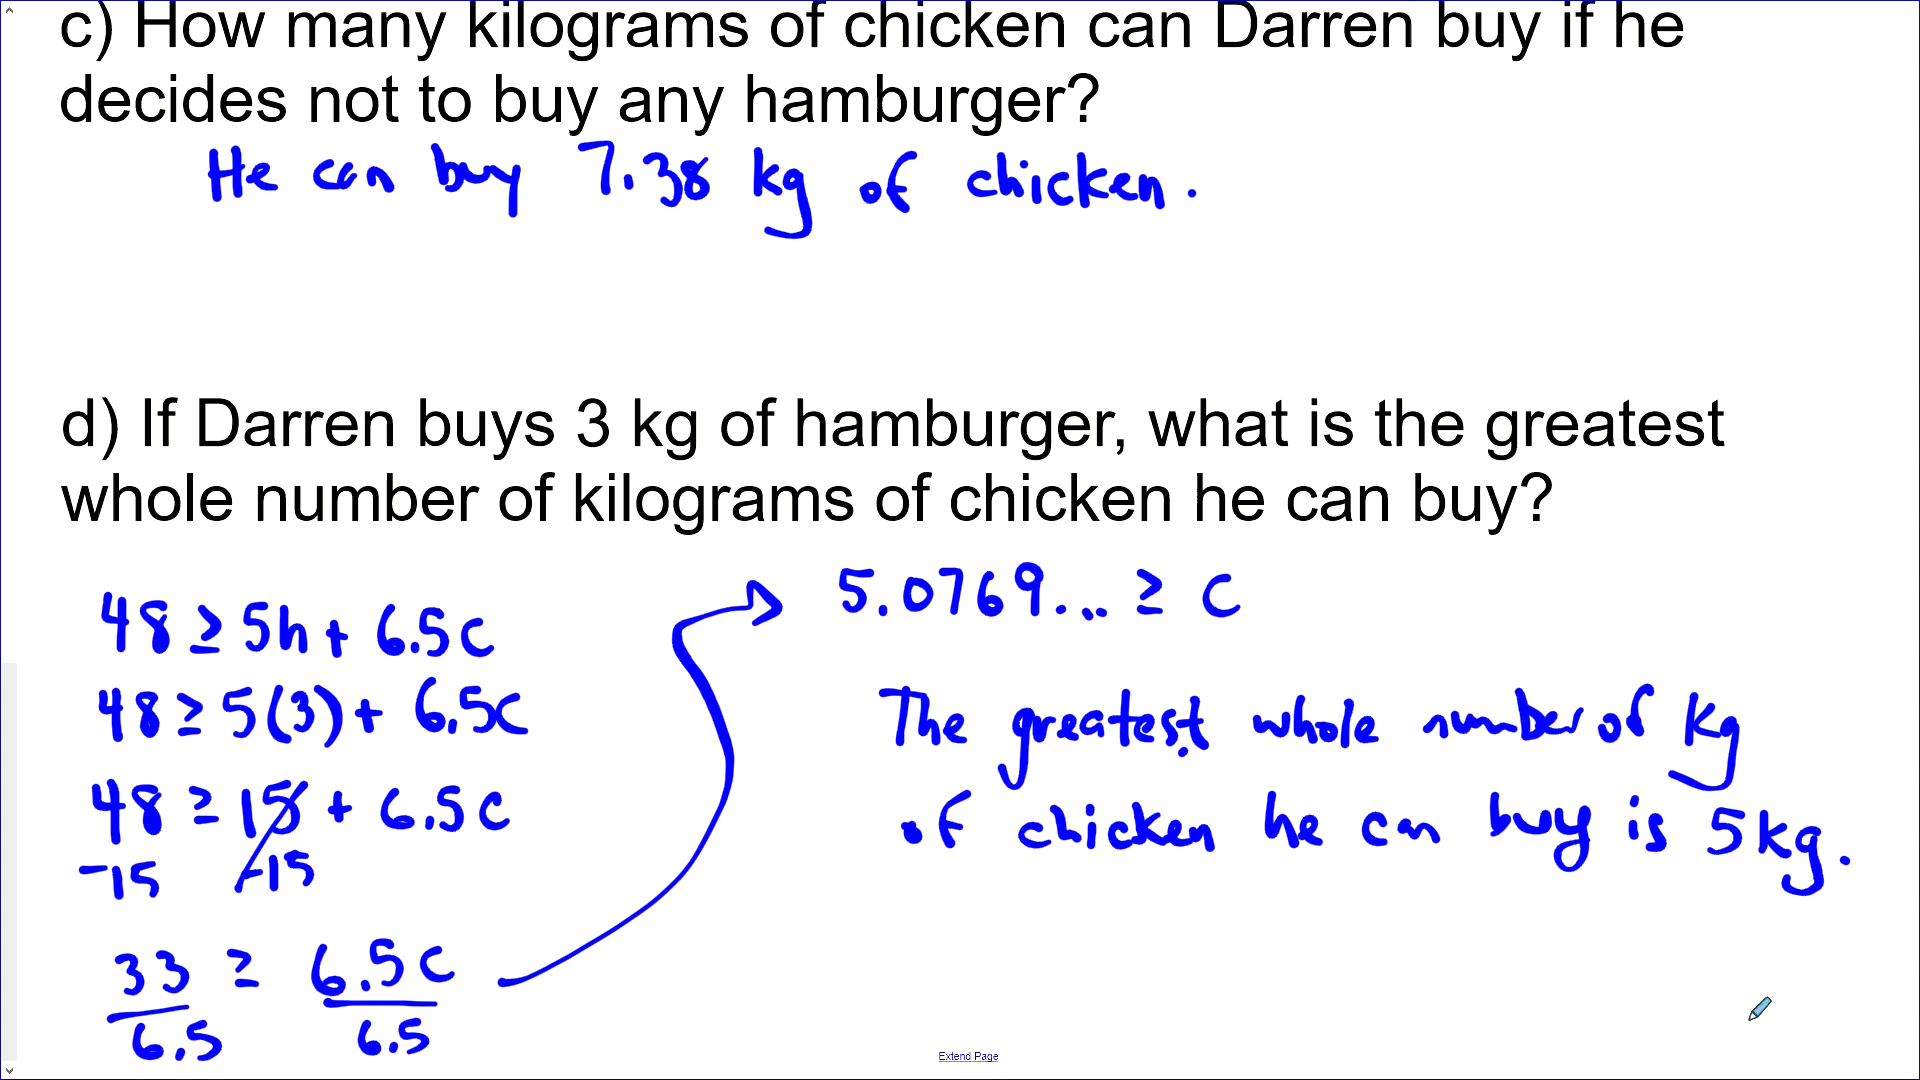 c) How many kilograms of chicken can Darren buy if he
decides not to buy any hamburger?
He can buy 7.38 kg of chicken.
d) If Darren buys 3 kg of hamburger, what is the greatest
whole number of kilograms of chicken he can buy?
48 ≥ 5h + 6.5c
48 ≥ 5(3) + 6.5c
48 ≥ 15 + 6.5c
-15 -15
33 ≥ 6.5c
6.5 6.5
5.0769... ≥ c
The greatest whole number of kg
of chicken he can buy is 5kg.
Extend Page